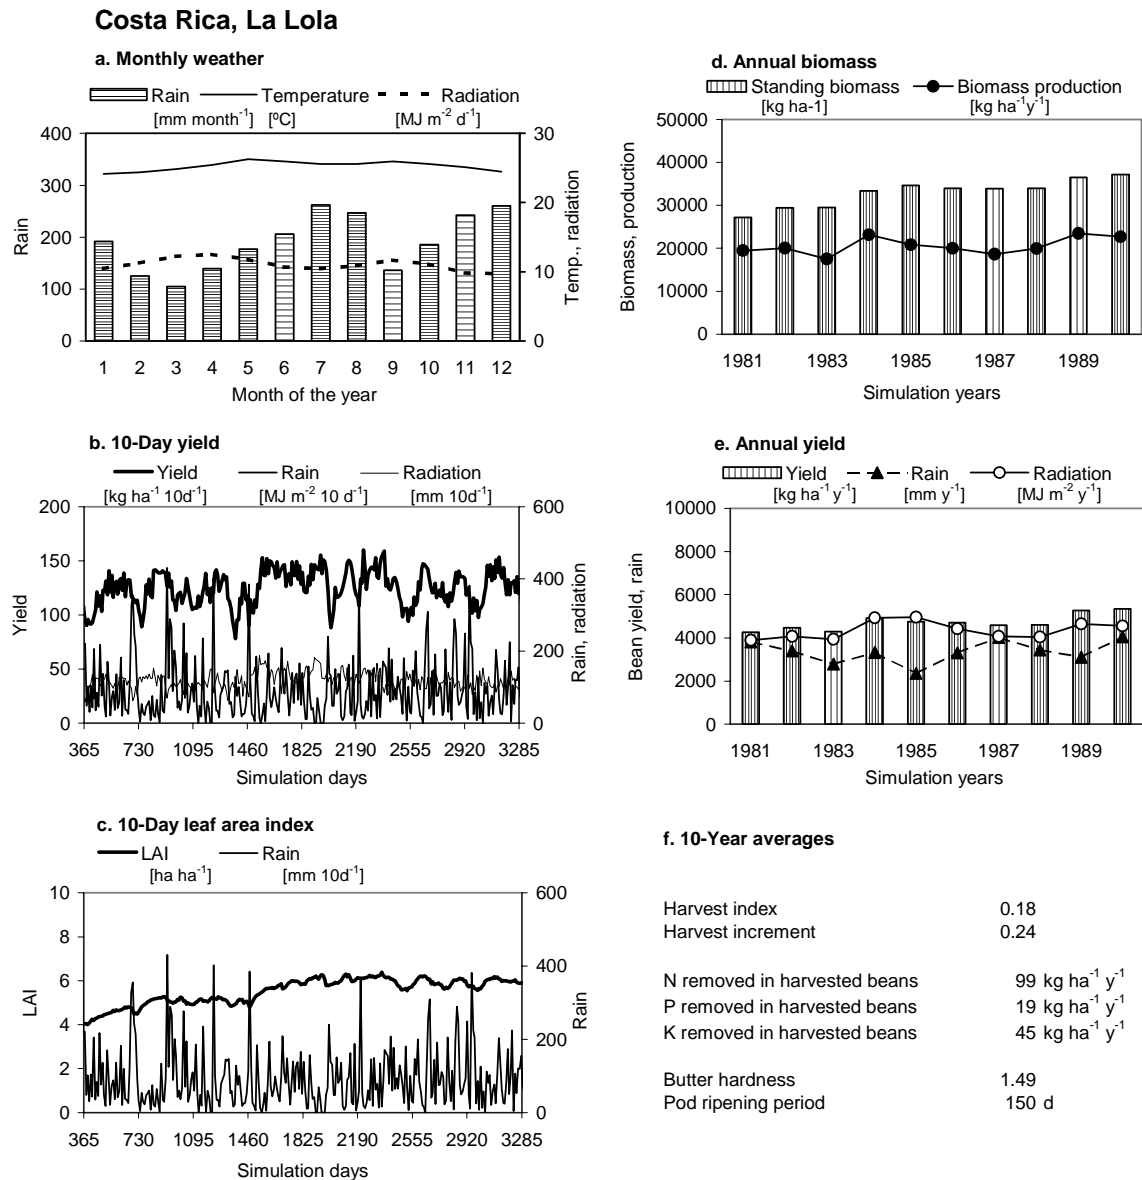 Costa Rica, La Lola
a. Monthly weather
Rain Temperature Radiation
[mm month⁻¹] [ºC] [MJ m⁻² d⁻¹]
400
300
200
100
0
30
20
10
0
Rain
Temp., radiation
1 2 3 4 5 6 7 8 9 10 11 12
Month of the year
b. 10-Day yield
Yield Rain Radiation
[kg ha⁻¹ 10d⁻¹] [MJ m⁻² 10 d⁻¹] [mm 10d⁻¹]
200
150
100
50
0
600
400
200
0
Yield
Rain, radiation
365 730 1095 1460 1825 2190 2555 2920 3285
Simulation days
c. 10-Day leaf area index
LAI Rain
[ha ha⁻¹] [mm 10d⁻¹]
10
8
6
4
2
0
600
400
200
0
LAI
Rain
365 730 1095 1460 1825 2190 2555 2920 3285
Simulation days
d. Annual biomass
Standing biomass Biomass production
[kg ha-1] [kg ha⁻¹y⁻¹]
50000
40000
30000
20000
10000
0
Biomass, production
1981 1983 1985 1987 1989
Simulation years
e. Annual yield
Yield Rain Radiation
[kg ha⁻¹ y⁻¹] [mm y⁻¹] [MJ m⁻² y⁻¹]
10000
8000
6000
4000
2000
0
Bean yield, rain
1981 1983 1985 1987 1989
Simulation years
f. 10-Year averages
Harvest index 0.18
Harvest increment 0.24
N removed in harvested beans 99 kg ha⁻¹ y⁻¹
P removed in harvested beans 19 kg ha⁻¹ y⁻¹
K removed in harvested beans 45 kg ha⁻¹ y⁻¹
Butter hardness 1.49
Pod ripening period 150 d